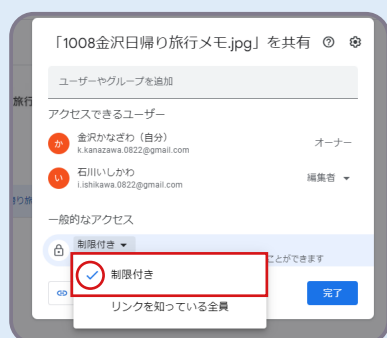 「1008金沢日帰り旅行メモ.jpg」を共有
ユーザーやグループを追加
旅行
アクセスできるユーザー
か 金沢かなざわ（自分） オーナー
k.kanazawa.0822@gmail.com
い 石川いしかわ 編集者
i.ishikawa.0822@gmail.com
一般的なアクセス
制限付き
ことができます
制限付き
完了
リンクを知っている全員